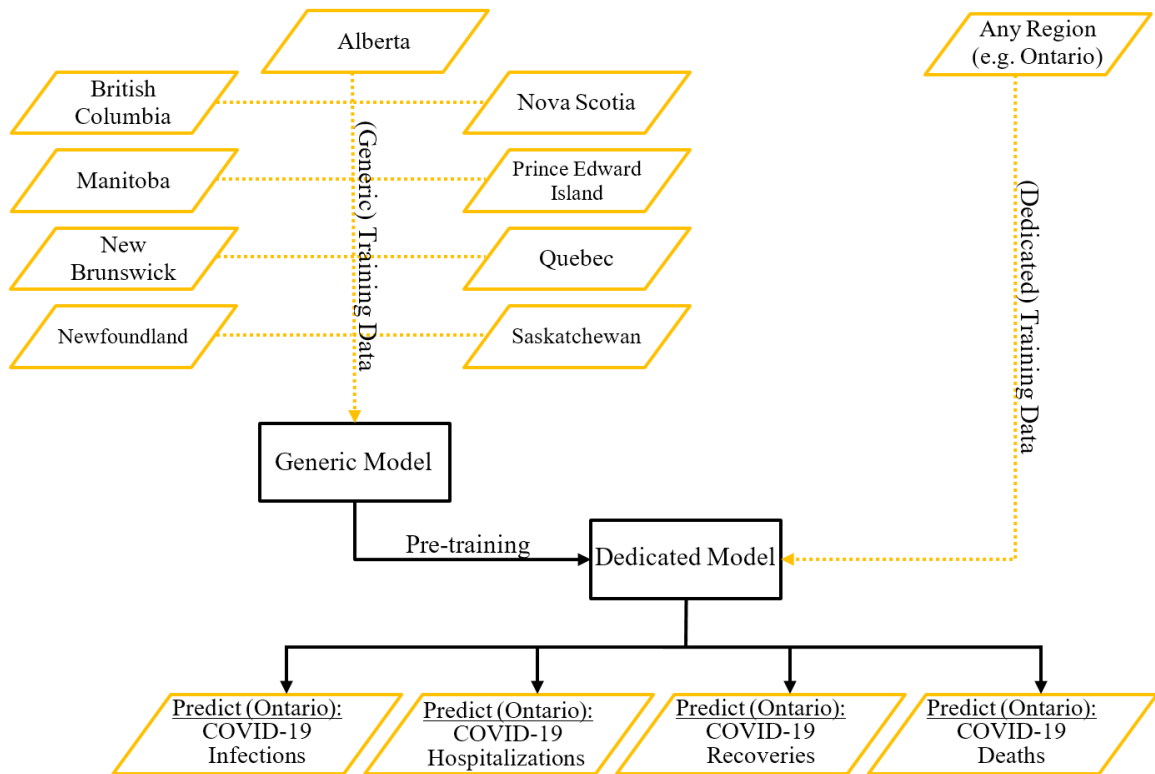 Alberta
Any Region
(e.g. Ontario)
British
Columbia
Nova Scotia
(Generic) Training Data
Manitoba
Prince Edward
Island
(Dedicated) Training Data
New
Brunswick
Quebec
Newfoundland
Saskatchewan
Generic Model
Pre-training
Dedicated Model
Predict (Ontario):
COVID-19
Infections
Predict (Ontario):
COVID-19
Hospitalizations
Predict (Ontario):
COVID-19
Recoveries
Predict (Ontario):
COVID-19
Deaths